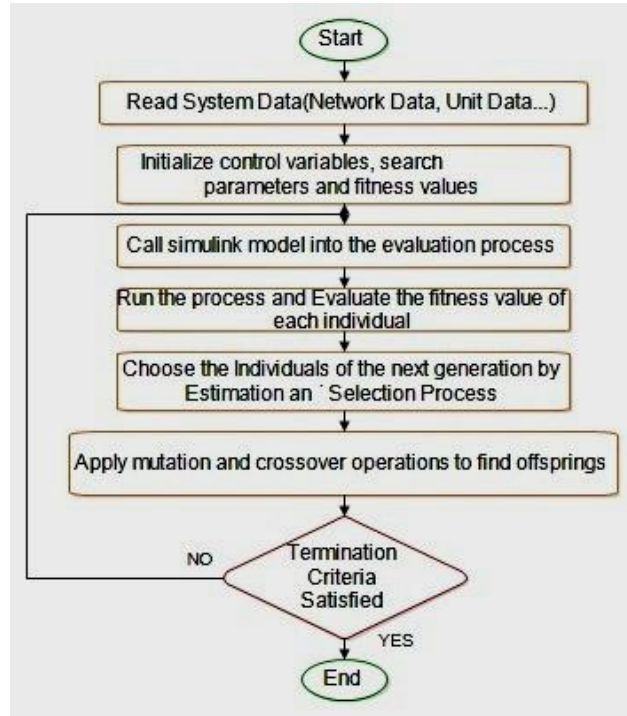 Start
Read System Data(Network Data, Unit Data...)
Initialize control variables, search
parameters and fitness values
Call simulink model into the evaluation process
Run the process and Evaluate the fitness value of
each individual
Choose the Individuals of the next generation by
Estimation an ˙ Selection Process
Apply mutation and crossover operations to find offsprings
NO
Termination
Criteria
Satisfied
YES
End